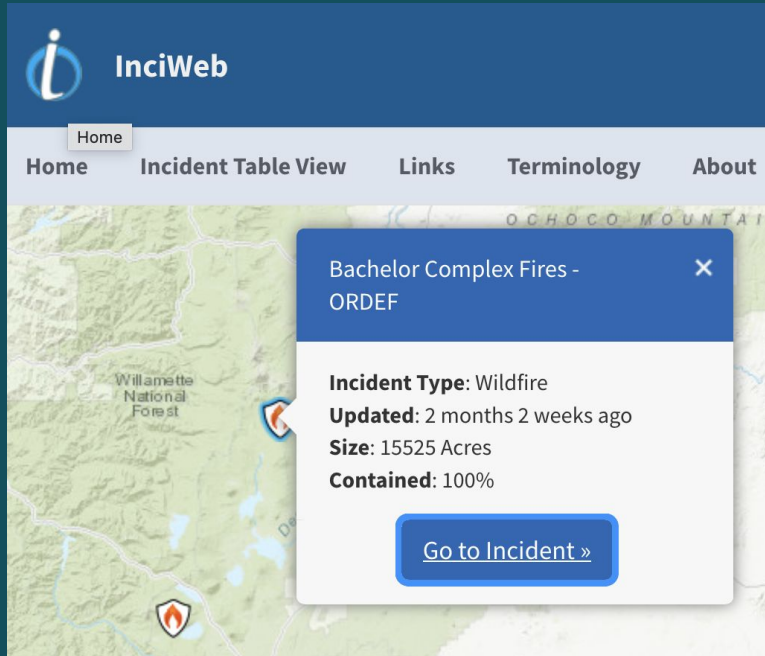 InciWeb
Home
Home
Incident Table View
Links
Terminology
About
OCHOCO MOUNTAI
Bachelor Complex Fires -
ORDEF
×
Willamette
National
Forest
Incident Type: Wildfire
Updated: 2 months 2 weeks ago
Size: 15525 Acres
Contained: 100%
De
Go to Incident »